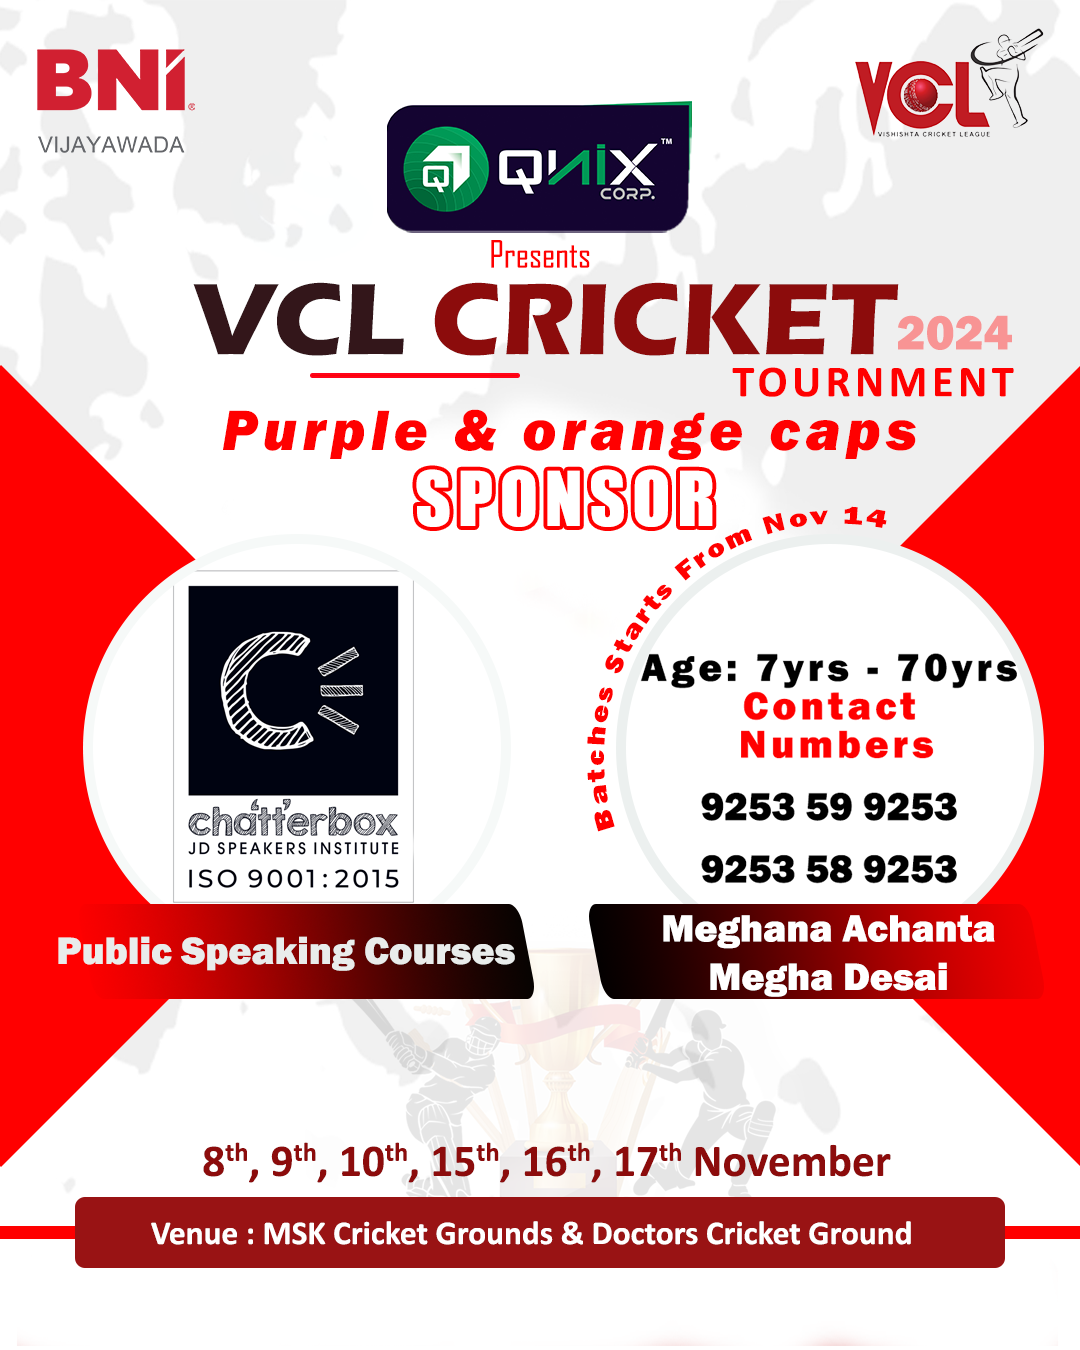 BNI®
VIJAYAWADA
VCL
VISHISHTA CRICKET LEAGUE
Q QNIX™
CORP.
Presents
VCL CRICKET 2024
TOURNMENT
Purple & orange caps
SPONSOR
Batches Starts From Nov 14
C
chatterbox
JD SPEAKERS INSTITUTE
ISO 9001:2015
Public Speaking Courses
Age: 7yrs - 70yrs
Contact
Numbers
9253 59 9253
9253 58 9253
Meghana Achanta
Megha Desai
8th, 9th, 10th, 15th, 16th, 17th November
Venue : MSK Cricket Grounds & Doctors Cricket Ground